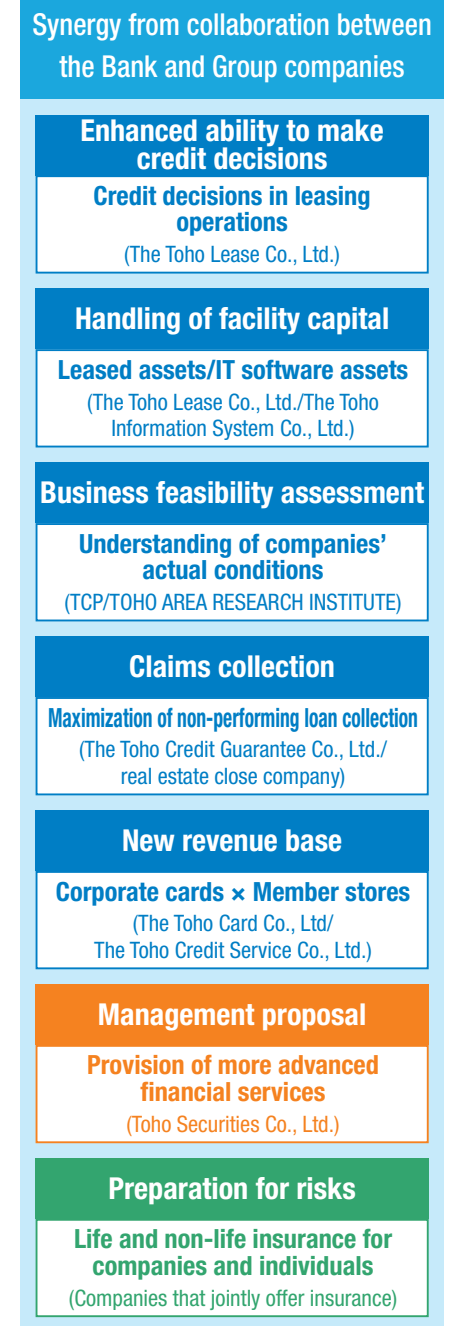 Synergy from collaboration between
the Bank and Group companies
Enhanced ability to make
credit decisions
Credit decisions in leasing
operations
(The Toho Lease Co., Ltd.)
Handling of facility capital
Leased assets/IT software assets
(The Toho Lease Co., Ltd./The Toho
Information System Co., Ltd.)
Business feasibility assessment
Understanding of companies’
actual conditions
(TCP/TOHO AREA RESEARCH INSTITUTE)
Claims collection
Maximization of non-performing loan collection
(The Toho Credit Guarantee Co., Ltd./
real estate close company)
New revenue base
Corporate cards × Member stores
(The Toho Card Co., Ltd/
The Toho Credit Service Co., Ltd.)
Management proposal
Provision of more advanced
financial services
(Toho Securities Co., Ltd.)
Preparation for risks
Life and non-life insurance for
companies and individuals
(Companies that jointly offer insurance)